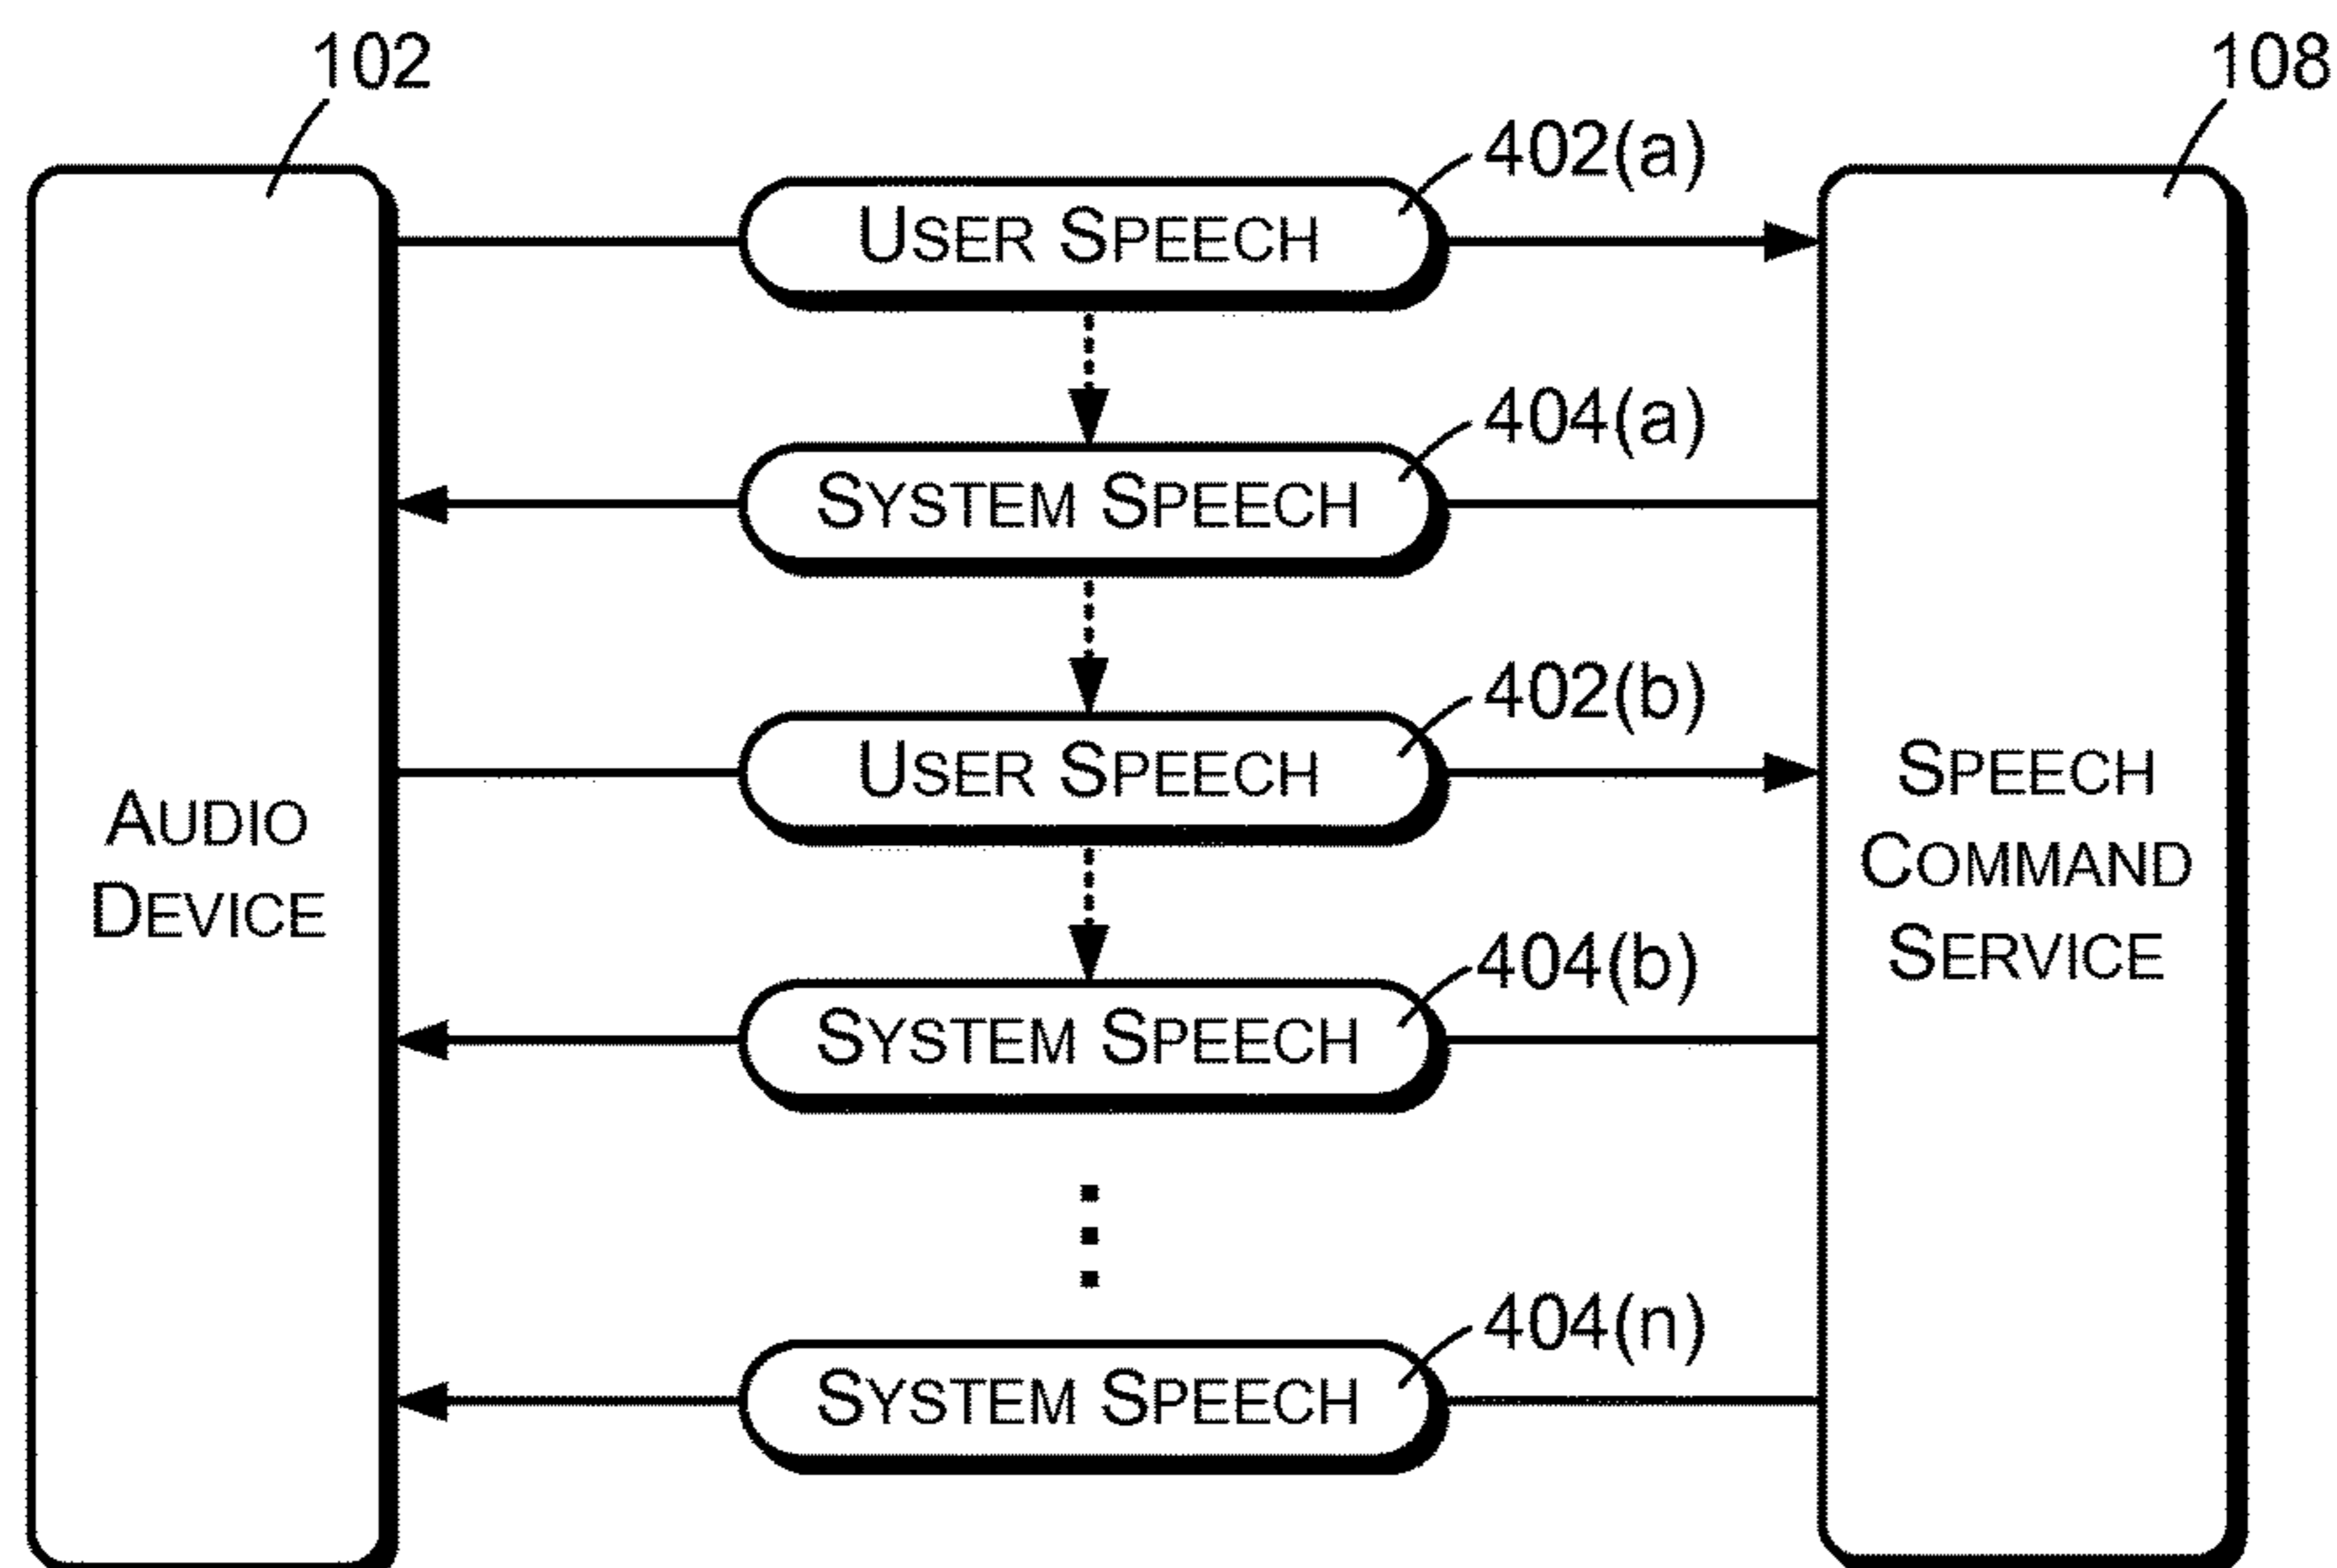 102
108
402(a)
USER SPEECH
404(a)
SYSTEM SPEECH
402(b)
USER SPEECH
AUDIO
DEVICE
SPEECH
COMMAND
SERVICE
404(b)
SYSTEM SPEECH
404(n)
SYSTEM SPEECH